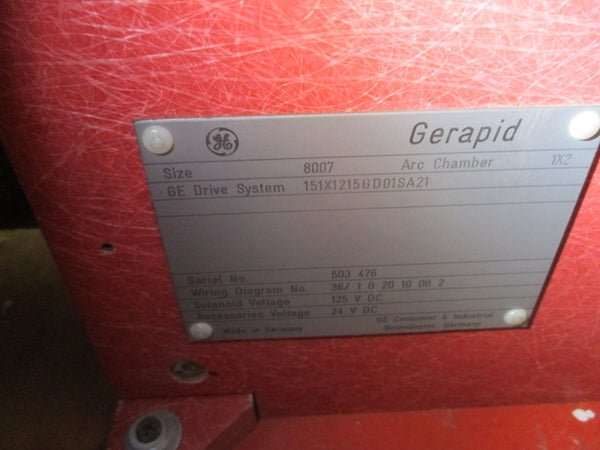 GE Gerapid
Size 8007 Arc Chamber 1X2
GE Drive System 151X1215GD01SA21
Serial No. 503 476
Wiring Diagram No. 36/ 1 0 20 10 00 2
Solenoid Voltage 125 V DC
Accessories Voltage 24 V DC
Made in Germany GE Consumer & Industrial
Neumünster, Germany